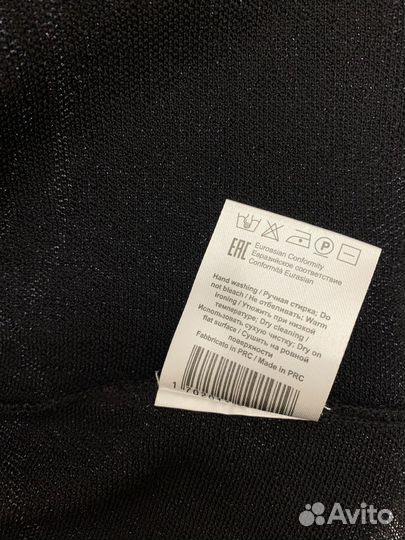 EAC
Euroasian Conformity
Евразийское соответствие
Conformità Eurasian
Hand washing / Ручная стирка; Do
not bleach / Не отбеливать; Warm
ironing / Утюжить при низкой
температуре; Dry cleaning /
Использовать сухую чистку; Dry on
flat surface / Сушить на ровной
поверхности
Fabbricato in PRC / Made in PRC
Avito